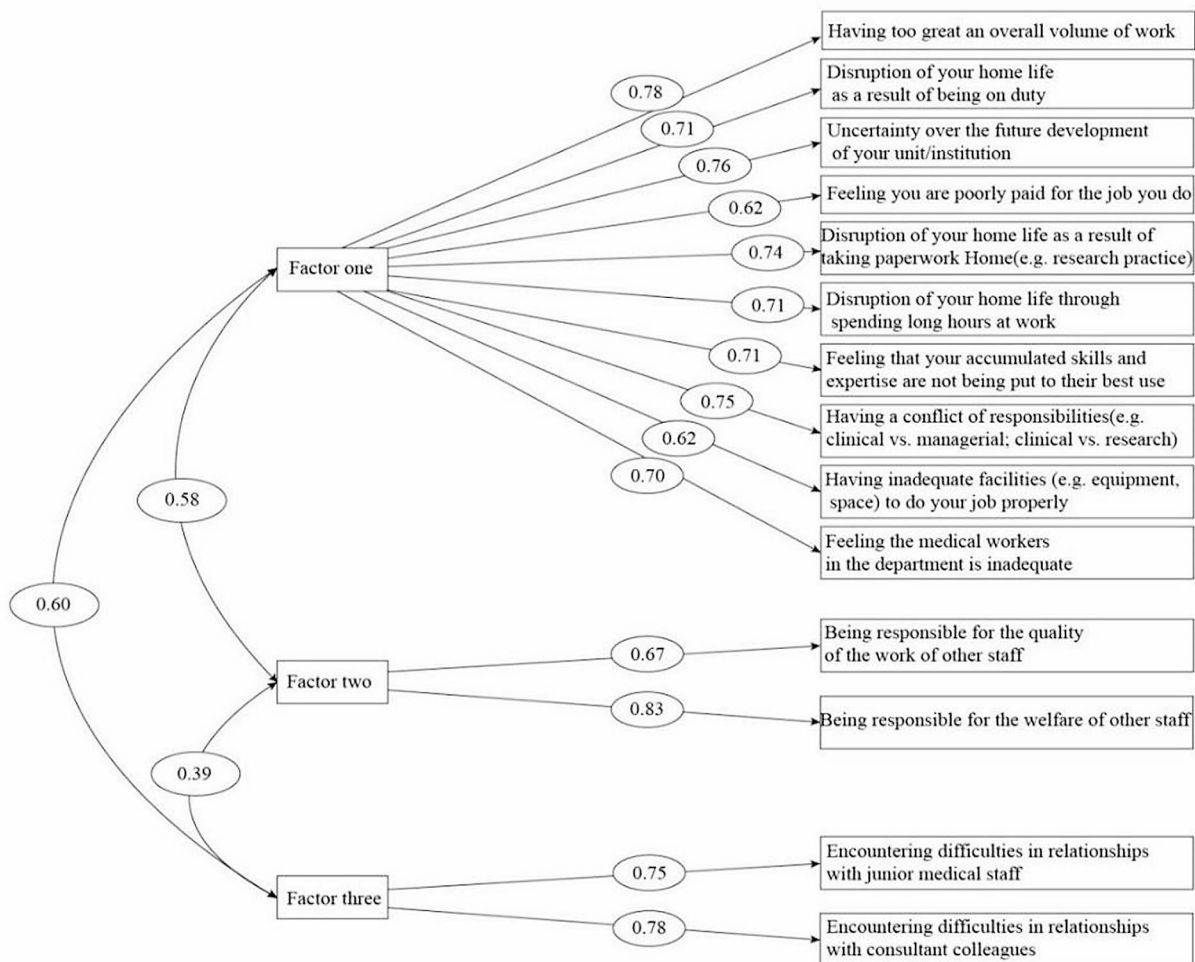 Having too great an overall volume of work
0.78
Disruption of your home life
as a result of being on duty
0.71
Uncertainty over the future development
of your unit/institution
0.76
Feeling you are poorly paid for the job you do
0.62
Disruption of your home life as a result of
taking paperwork Home(e.g. research practice)
0.74
Factor one
Disruption of your home life through
spending long hours at work
0.71
Feeling that your accumulated skills and
expertise are not being put to their best use
0.71
Having a conflict of responsibilities(e.g.
clinical vs. managerial; clinical vs. research)
0.75
Having inadequate facilities (e.g. equipment,
space) to do your job properly
0.62
Feeling the medical workers
in the department is inadequate
0.70
0.58
0.60
Being responsible for the quality
of the work of other staff
0.67
Factor two
Being responsible for the welfare of other staff
0.83
0.39
Encountering difficulties in relationships
with junior medical staff
0.75
Factor three
Encountering difficulties in relationships
with consultant colleagues
0.78